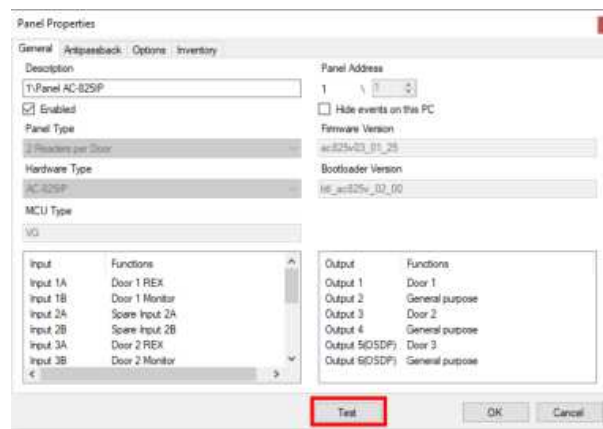 Panel Properties
General Antipassback Options Inventory
Description
1\Panel AC-825IP
Enabled
Panel Type
2 Readers per Door
Hardware Type
AC-825IP
MCU Type
VG
Panel Address
1 \ 1
Hide events on this PC
Firmware Version
ac825v03_01_25
Bootloader Version
Input Functions
Input 1A Door 1 REX
Input 1B Door 1 Monitor
Input 2A Spare Input 2A
Input 2B Spare Input 2B
Input 3A Door 2 REX
Input 3B Door 2 Monitor
Output Functions
Output 1 Door 1
Output 2 General purpose
Output 3 Door 2
Output 4 General purpose
Output 5(OSDP) Door 3
Output 6(OSDP) General purpose
Test OK Cancel